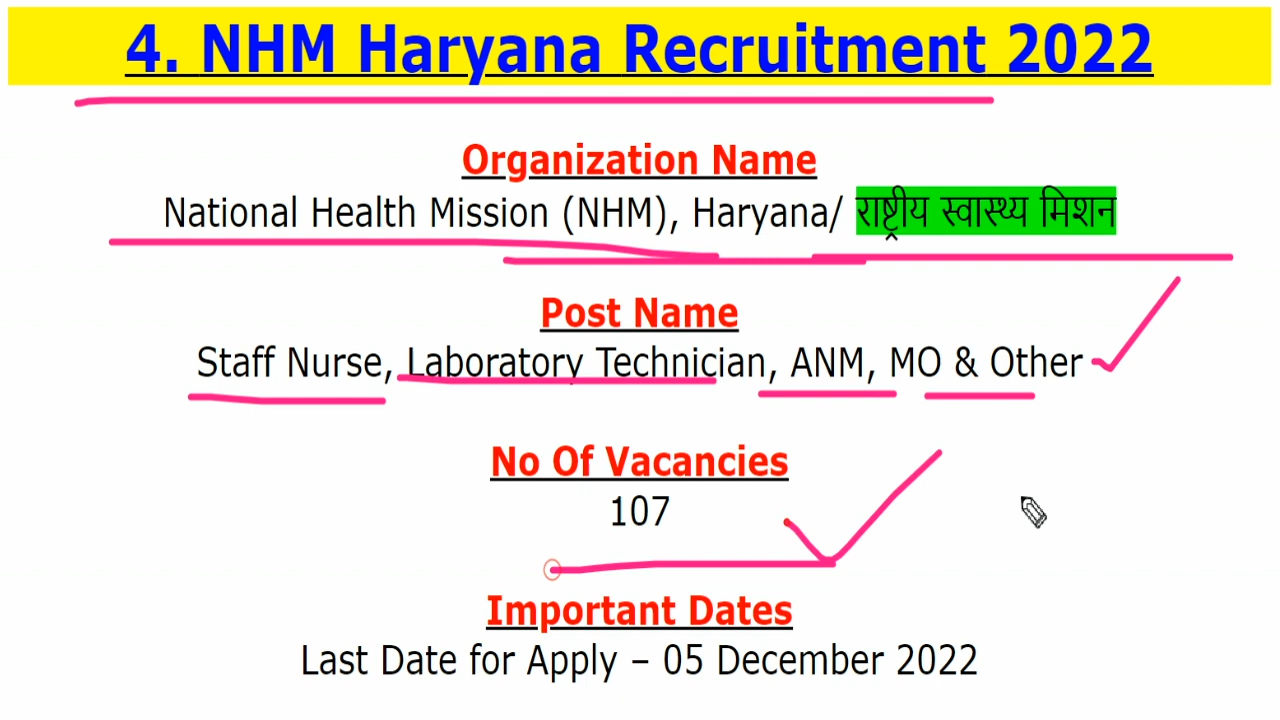 4. NHM Haryana Recruitment 2022
Organization Name
National Health Mission (NHM), Haryana/ राष्ट्रीय स्वास्थ्य मिशन
Post Name
Staff Nurse, Laboratory Technician, ANM, MO & Other
No Of Vacancies
107
Important Dates
Last Date for Apply – 05 December 2022